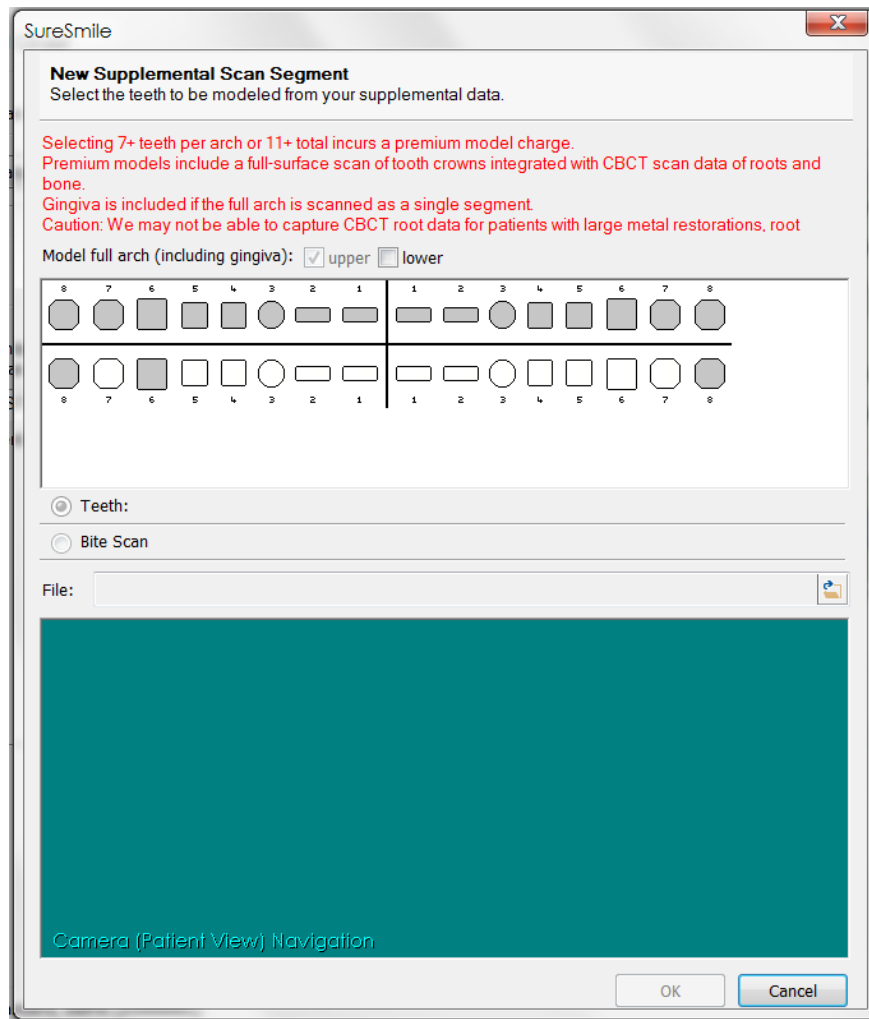 SureSmile
New Supplemental Scan Segment
Select the teeth to be modeled from your supplemental data.
Selecting 7+ teeth per arch or 11+ total incurs a premium model charge.
Premium models include a full-surface scan of tooth crowns integrated with CBCT scan data of roots and
bone.
Gingiva is included if the full arch is scanned as a single segment.
Caution: We may not be able to capture CBCT root data for patients with large metal restorations, root
Model full arch (including gingiva): upper lower
8 7 6 5 4 3 2 1 1 2 3 4 5 6 7 8
8 7 6 5 4 3 2 1 1 2 3 4 5 6 7 8
Teeth:
Bite Scan
File:
Camera (Patient View) Navigation
OK Cancel